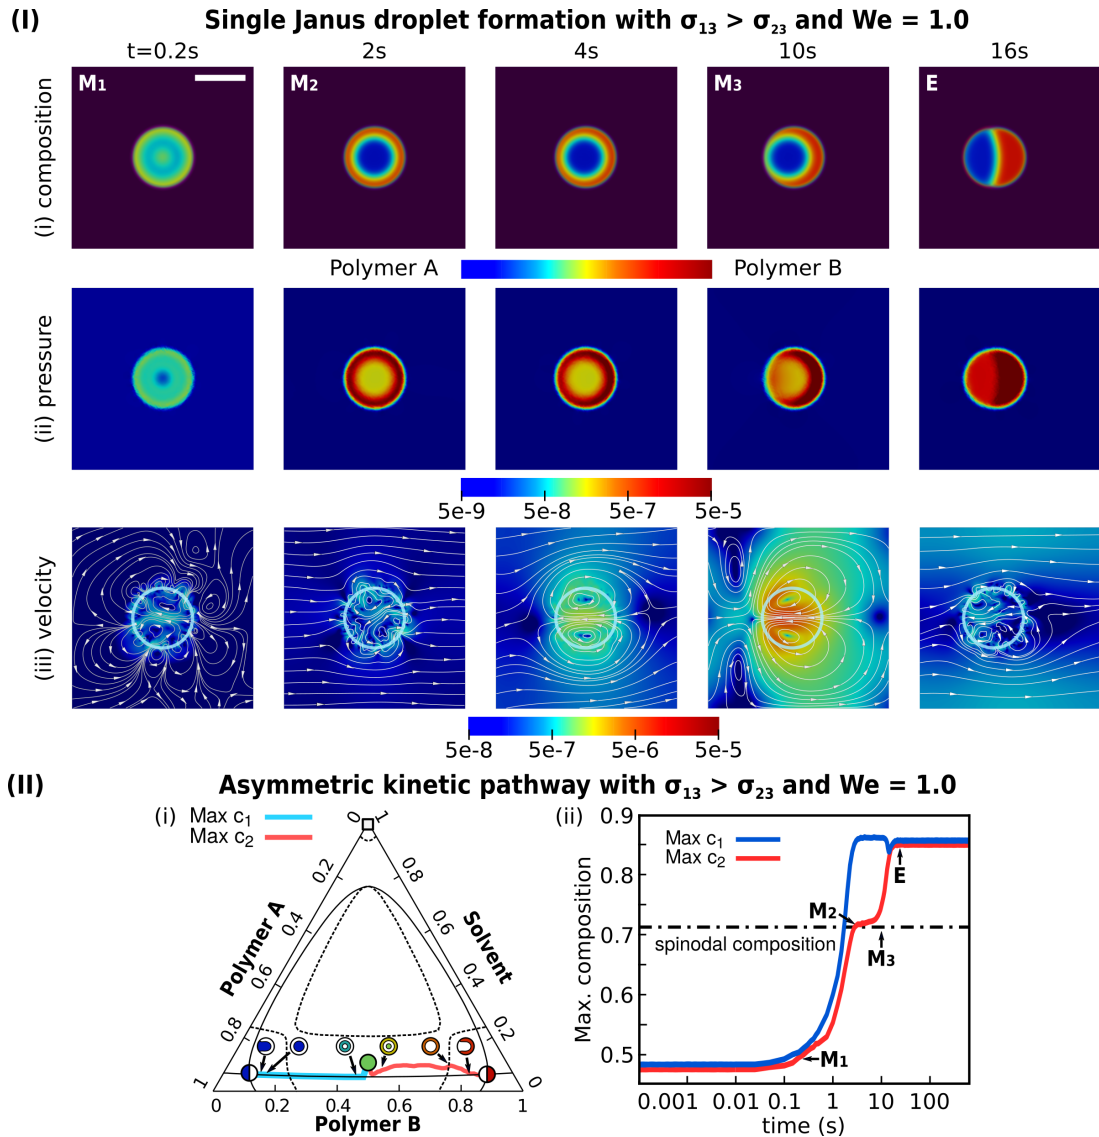 (I) Single Janus droplet formation with σ13 > σ23 and We = 1.0
t=0.2s 2s 4s 10s 16s
(i) composition
M1 M2 M3 E
Polymer A Polymer B
(ii) pressure
5e-9 5e-8 5e-7 5e-5
(iii) velocity
5e-8 5e-7 5e-6 5e-5
(II) Asymmetric kinetic pathway with σ13 > σ23 and We = 1.0
(i) Max c1
Max c2
Polymer A
0 0.2 0.4 0.6 0.8 1
Solvent
1 0.8 0.6 0.4 0.2 0
0 0.2 0.4 0.6 0.8 1
Polymer B
(ii)
Max c1
Max c2
Max. composition
0.9
0.8
0.7
0.6
0.5
M2
spinodal composition
M3
E
M1
0.001 0.01 0.1 1 10 100
time (s)